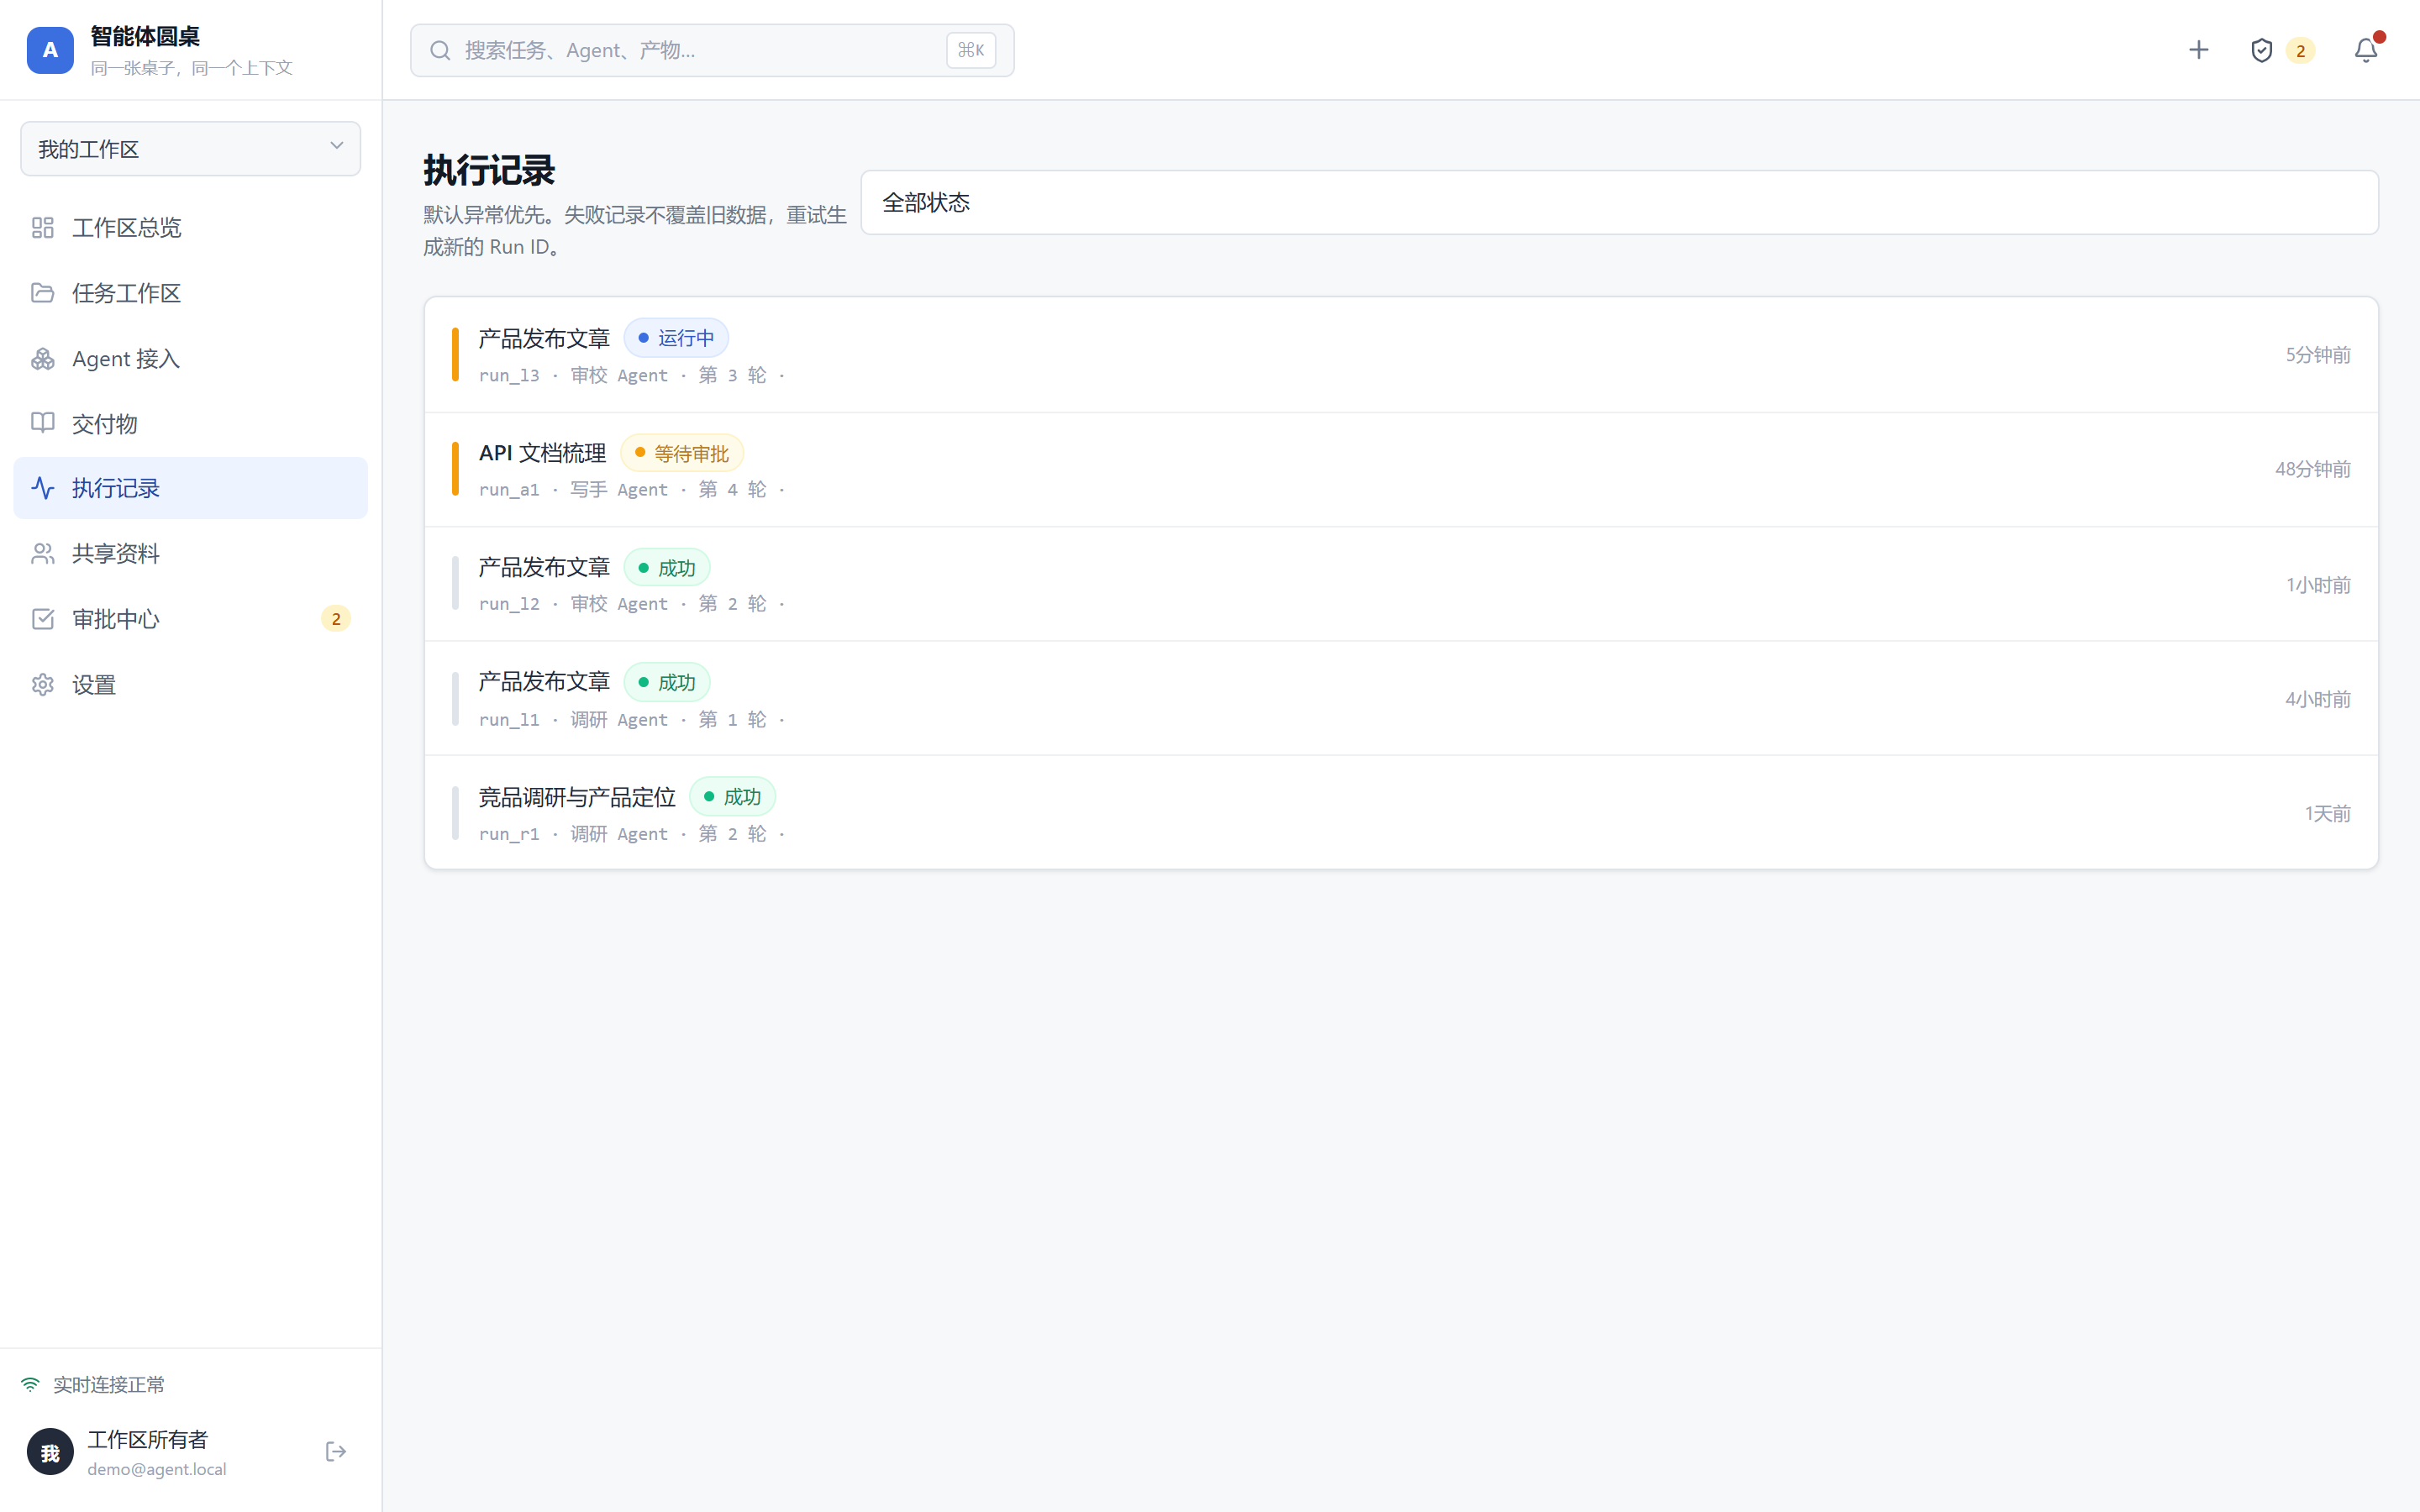 A
智能体圆桌
同一张桌子，同一个上下文
搜索任务、Agent、产物...
⌘K
2
我的工作区
工作区总览
任务工作区
Agent 接入
交付物
执行记录
共享资料
审批中心
2
设置
实时连接正常
我
工作区所有者
demo@agent.local
执行记录
默认异常优先。失败记录不覆盖旧数据，重试生
成新的 Run ID。
全部状态
产品发布文章
运行中
run_l3 · 审校 Agent · 第 3 轮 ·
5分钟前
API 文档梳理
等待审批
run_a1 · 写手 Agent · 第 4 轮 ·
48分钟前
产品发布文章
成功
run_l2 · 审校 Agent · 第 2 轮 ·
1小时前
产品发布文章
成功
run_l1 · 调研 Agent · 第 1 轮 ·
4小时前
竞品调研与产品定位
成功
run_r1 · 调研 Agent · 第 2 轮 ·
1天前